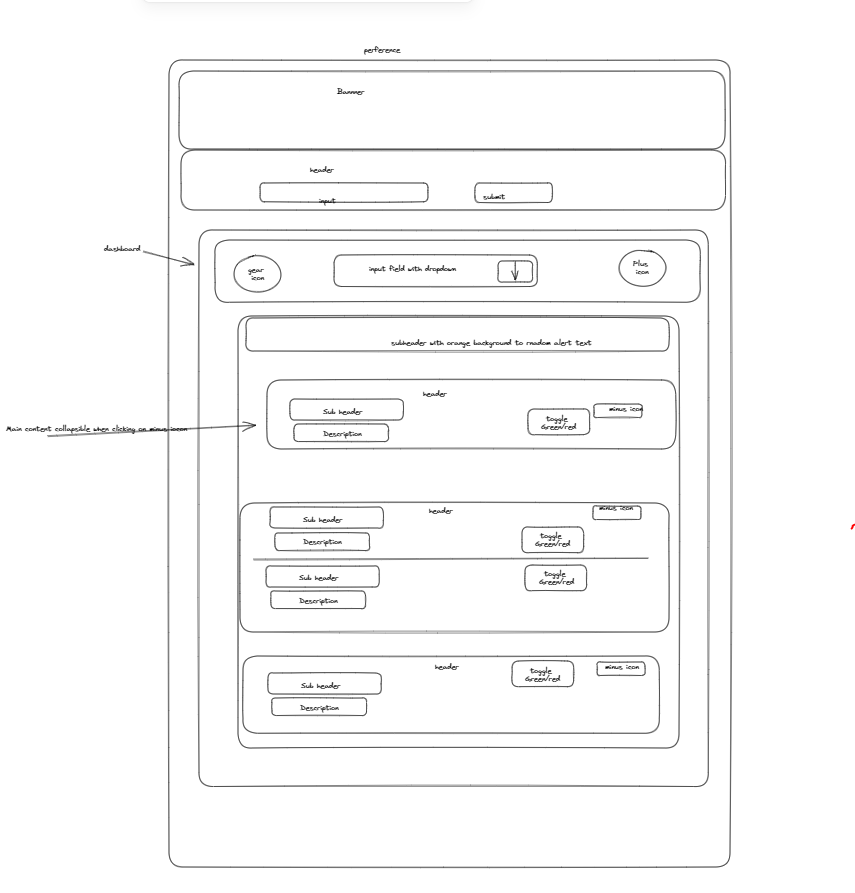 perference
Banner
header
input
submit
dashboard
gear
icon
input field with dropdown
Plus
icon
subheader with orange background to rnadom alert text
header
Sub header
minus icon
toggle
Green/red
Main content collapsible when clicking on minus iocon
Description
header
minus icon
Sub header
toggle
Green/red
Description
Sub header
toggle
Green/red
Description
header
toggle
Green/red
minus icon
Sub header
Description